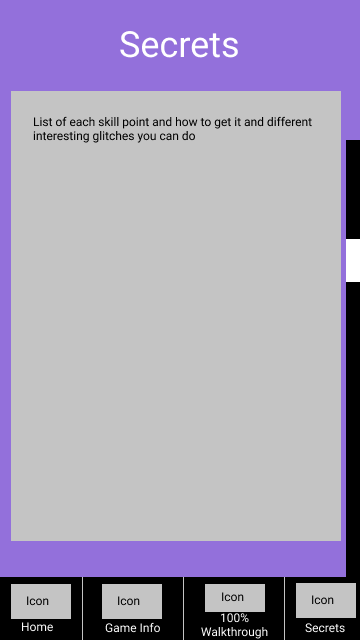 Secrets
List of each skill point and how to get it and different
interesting glitches you can do
Icon
Home
Icon
Game Info
Icon
100%
Walkthrough
Icon
Secrets